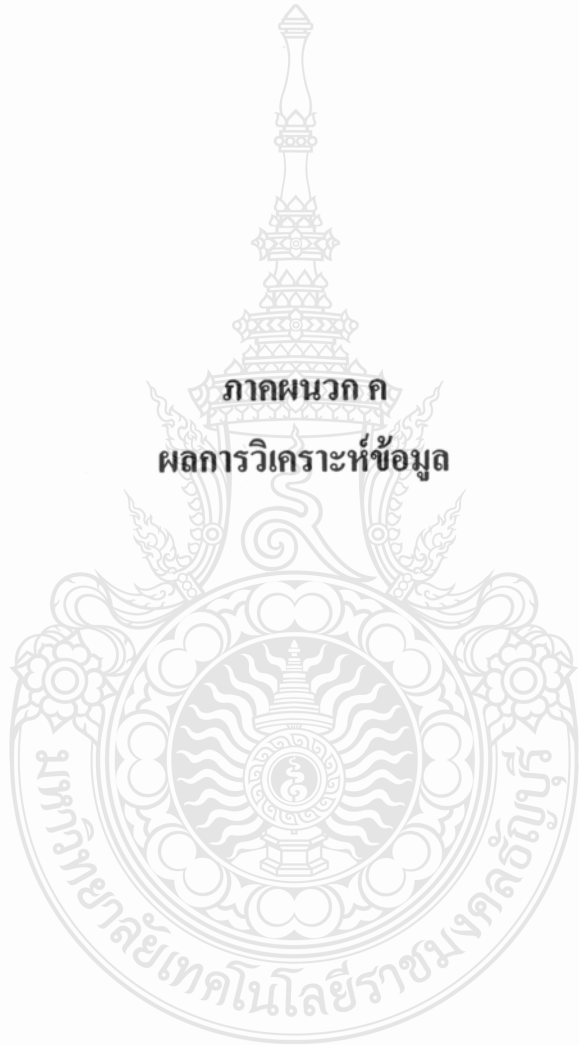 ภาคผนวก ค
ผลการวิเคราะห์ข้อมูล
มหาวิทยาลัยเทคโนโลยีราชมงคลธัญบุรี